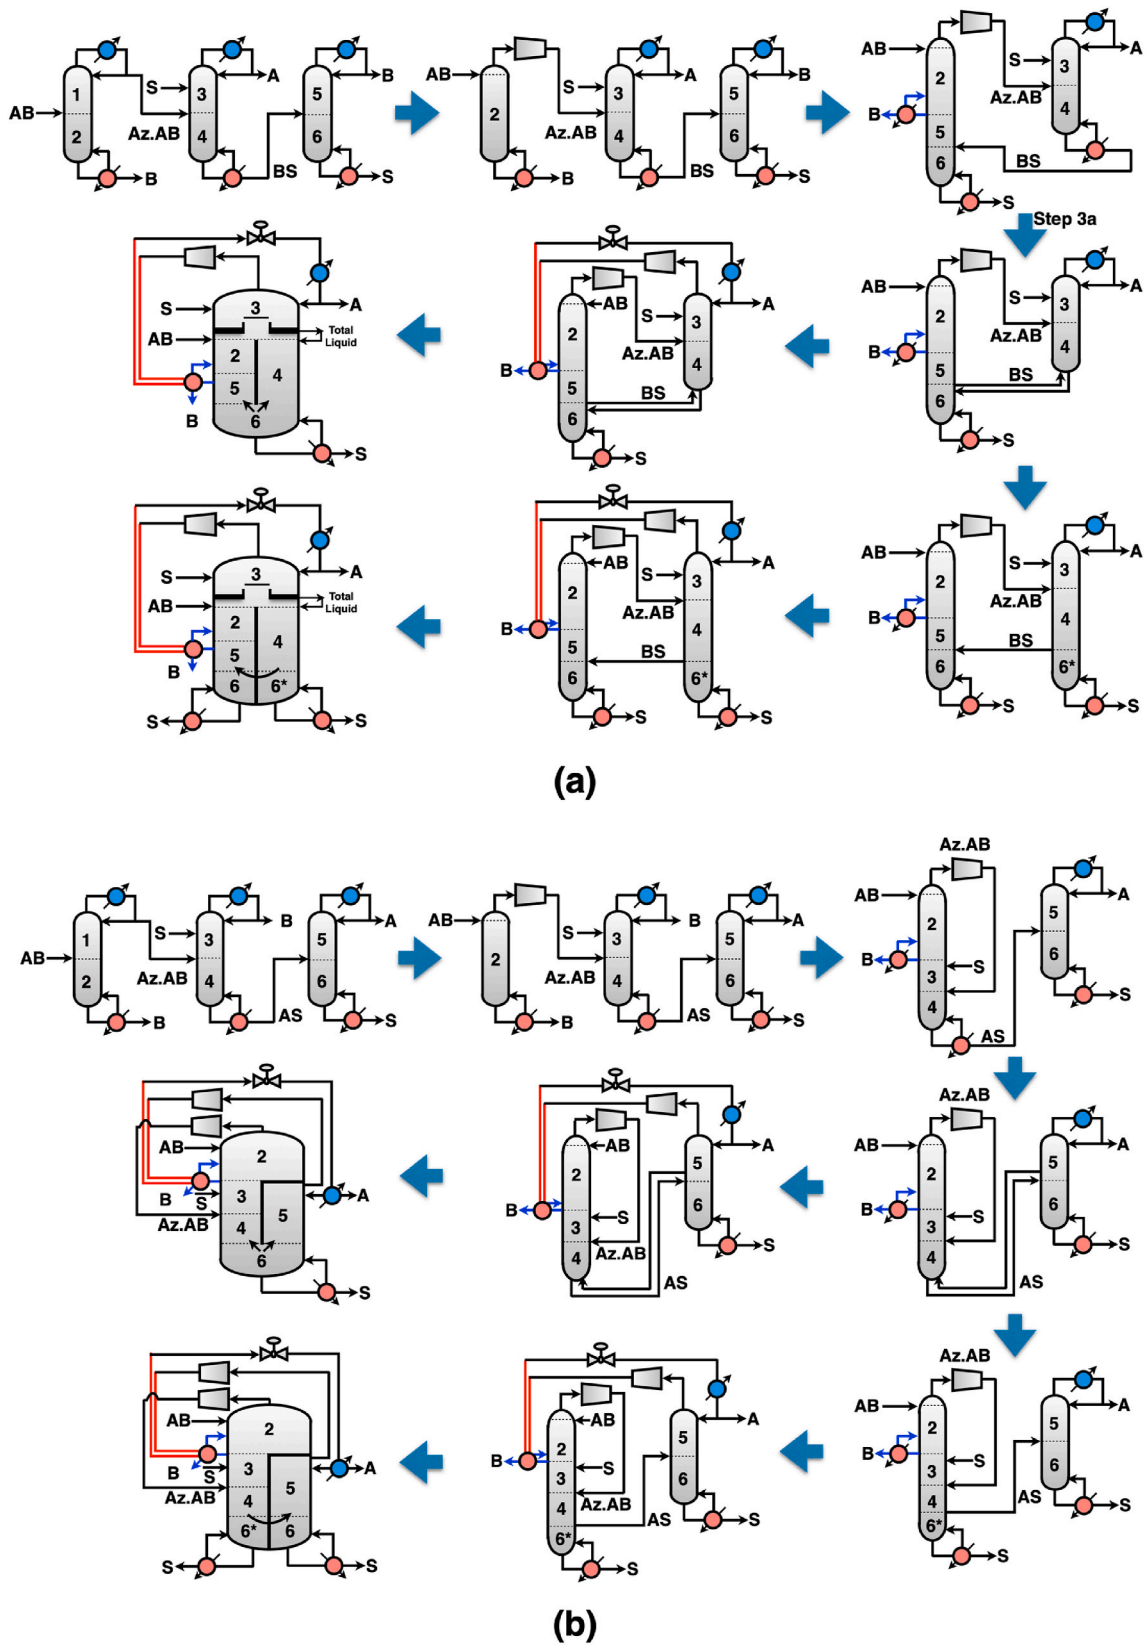 AB 1 2 B Az.AB S 3 4 A BS 5 6 B S
AB 2 B Az.AB S 3 4 A BS 5 6 B S
AB 2 B 5 6 S Az.AB S 3 4 A BS
Step 3a
S 3 A AB 2 4 Total
Liquid
5 6 B S
AB 2 B 5 6 S Az.AB S 3 4 A BS
AB 2 B 5 6 S Az.AB S 3 4 A BS
S 3 A AB 2 4 Total
Liquid
B 5 6 6* S S
AB 2 B 5 6 S Az.AB S 3 4 6* A BS S
AB 2 B 5 6 S Az.AB S 3 4 6* A BS S
(a)
AB 1 2 B Az.AB S 3 4 B AS 5 6 A S
AB 2 B Az.AB S 3 4 B AS 5 6 A S
Az.AB
AB 2 B 3 S 4 AS 5 6 A S
AB 2 B S 3 Az.AB 4 5 6 A S
AB 2 B 3 S Az.AB 4 5 6 A S AS
Az.AB
AB 2 B 3 S 4 AS 5 6 A S
AB 2 B S 3 Az.AB 4 5 6* 6 A S S
AB 2 B 3 S Az.AB 4 6* AS 5 6 A S S
Az.AB
AB 2 B 3 S 4 6* AS 5 6 A S S
(b)